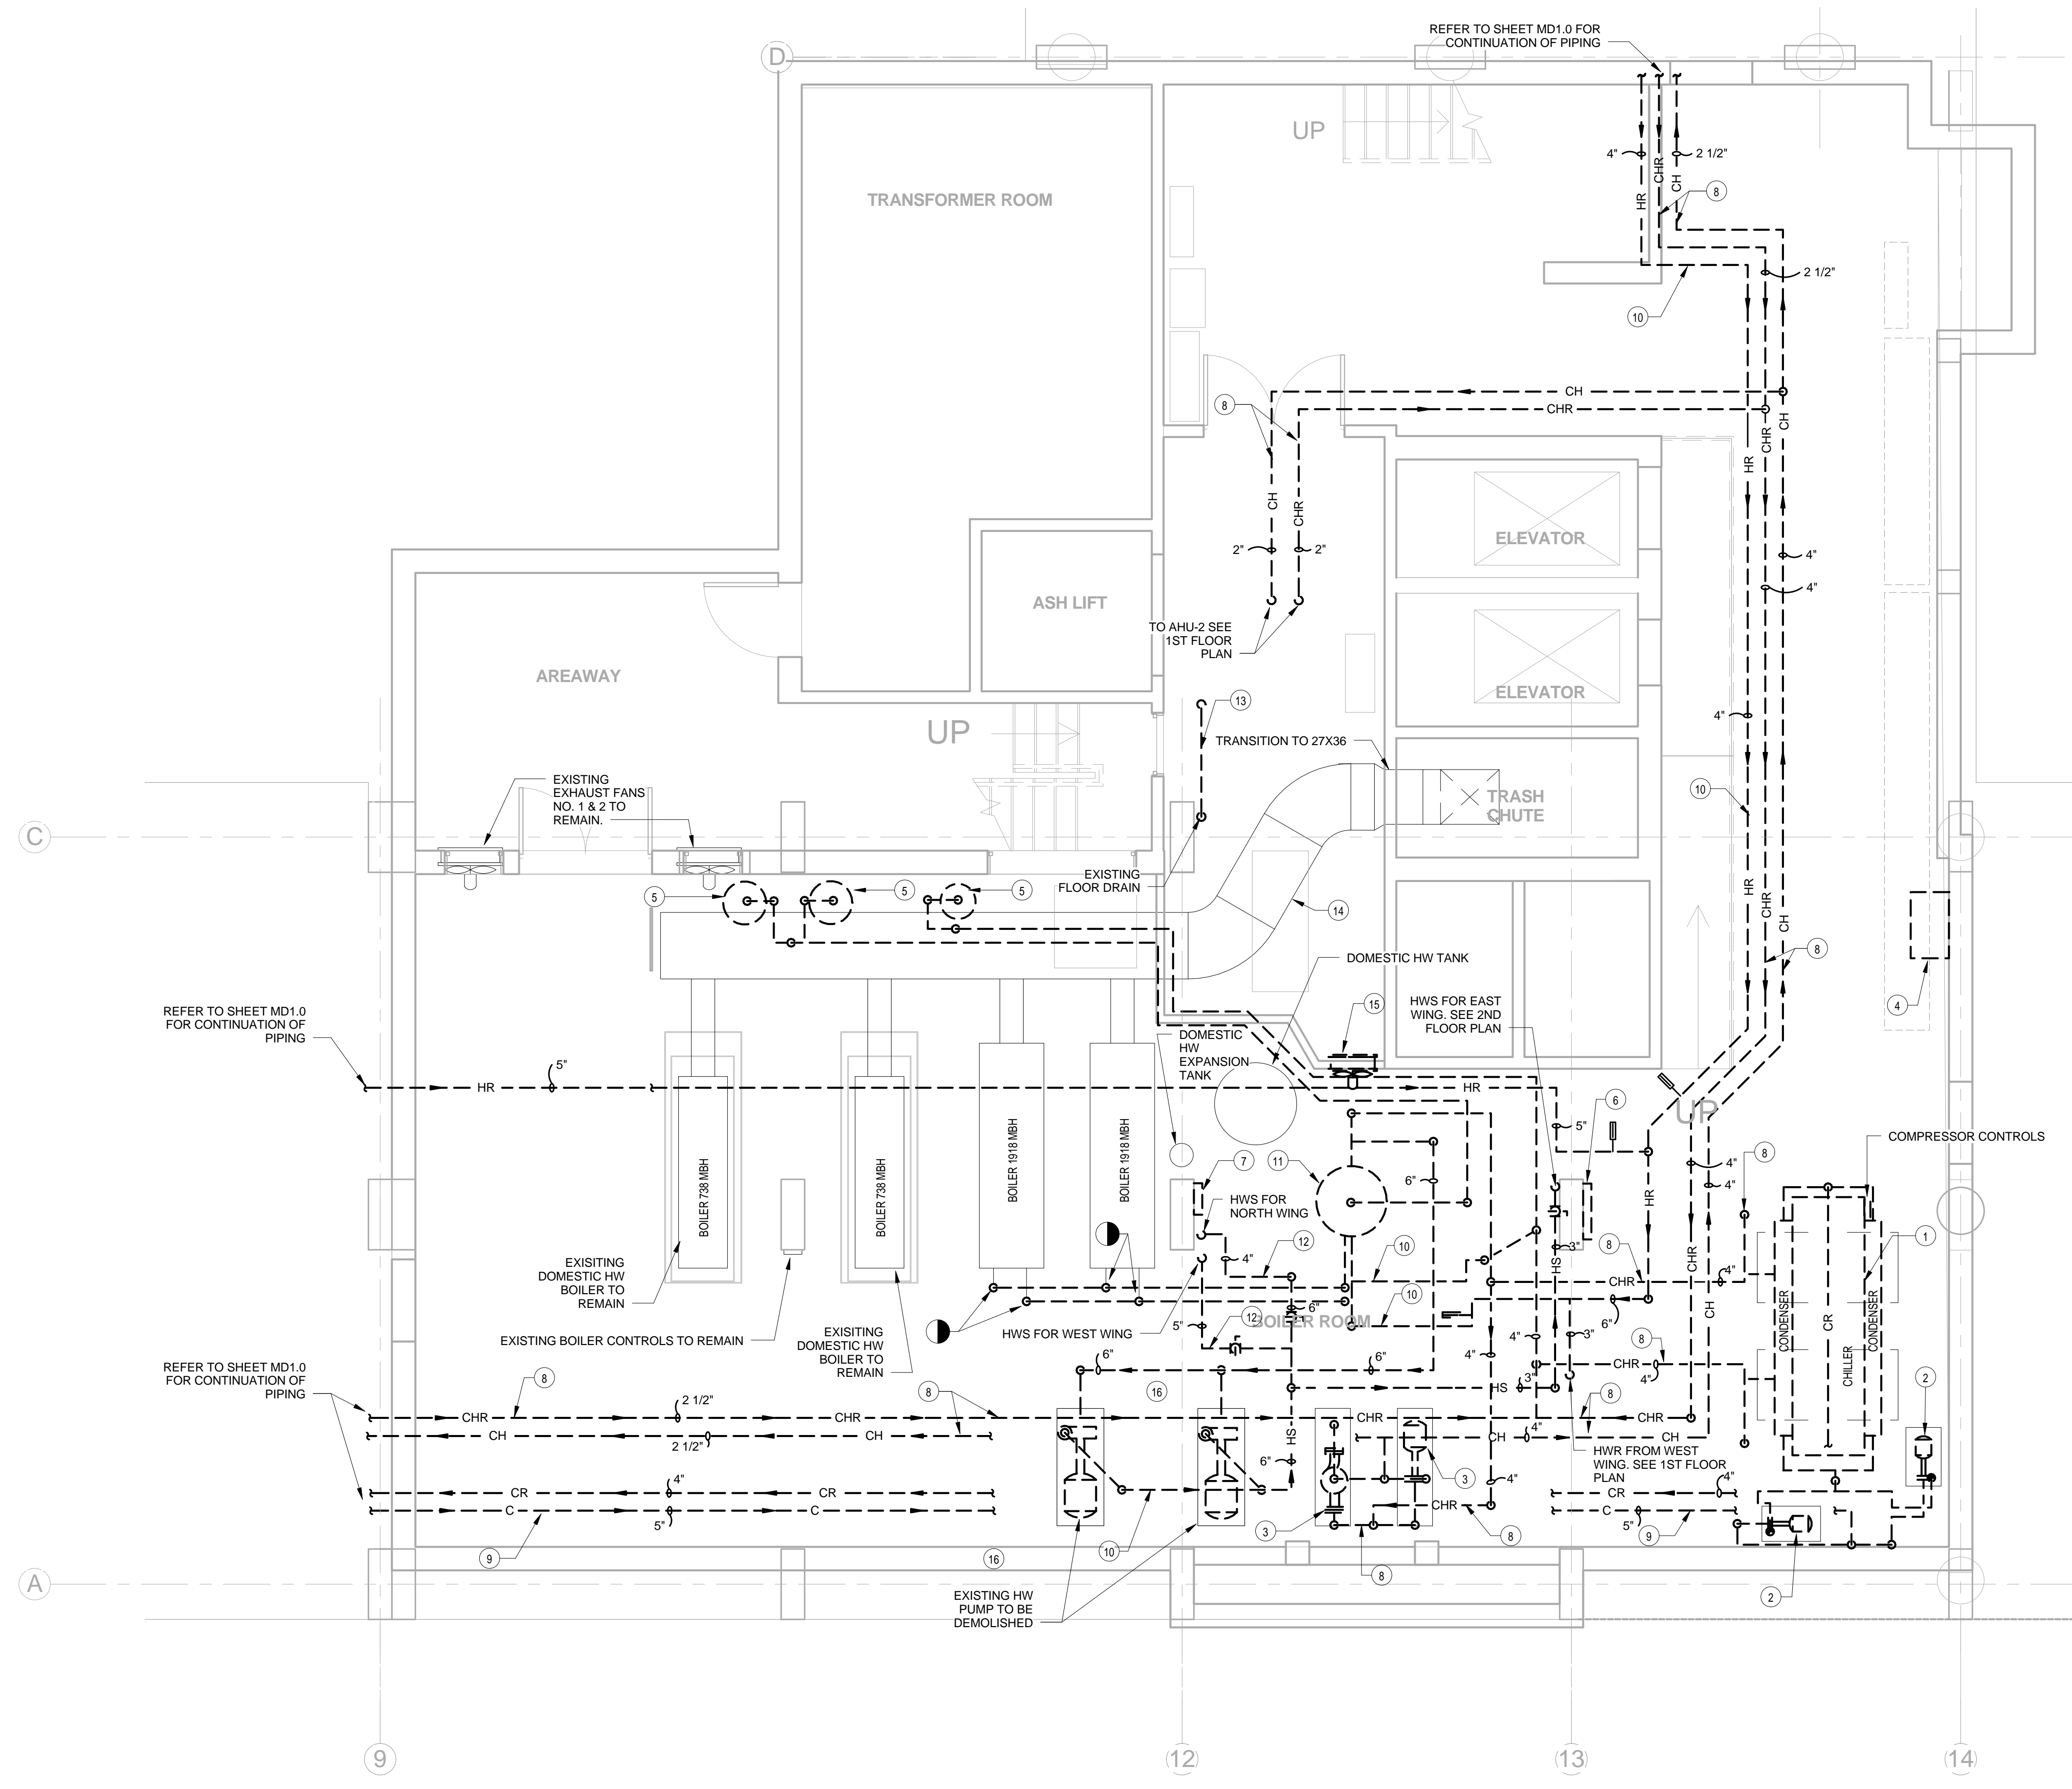 REFER TO SHEET MD1.0 FOR
CONTINUATION OF PIPING
D
UP
4"
2 1/2"
HR
CHR
CH
8
TRANSFORMER ROOM
2 1/2"
10
CH
CHR
8
CH
CHR
HR
CH
CHR
ELEVATOR
2"
2"
4"
4"
ASH LIFT
TO AHU-2 SEE
1ST FLOOR
PLAN
AREAWAY
ELEVATOR
13
4"
UP
TRANSITION TO 27X36
EXISTING
EXHAUST FANS
NO. 1 & 2 TO
REMAIN.
TRASH
CHUTE
10
C
EXISTING
FLOOR DRAIN
5
5
5
14
HR
CHR
CH
8
DOMESTIC HW TANK
4
REFER TO SHEET MD1.0
FOR CONTINUATION OF
PIPING
15
HWS FOR EAST
WING. SEE 2ND
FLOOR PLAN
DOMESTIC
HW
EXPANSION
TANK
5"
HR
HR
6
UP
5"
COMPRESSOR CONTROLS
BOILER 738 MBH
BOILER 738 MBH
BOILER 1918 MBH
BOILER 1918 MBH
7
11
6"
4"
4"
8
HR
HWS FOR
NORTH WING
4"
12
10
3"
8
1
HS
CHR
4"
CHR
EXISITING
DOMESTIC HW
BOILER TO
REMAIN
10
6"
6"
BOILER ROOM
CONDENSER
CR
CONDENSER
CHILLER
CH
EXISTING BOILER CONTROLS TO REMAIN
HWS FOR WEST WING
5"
12
EXISITING
DOMESTIC HW
BOILER TO
REMAIN
4"
4"
3"
8
CHR
4"
REFER TO SHEET MD1.0
FOR CONTINUATION OF
PIPING
8
8
6"
16
6"
HS
3"
8
2
2 1/2"
CHR
CHR
CHR
CHR
CH
2 1/2"
CH
CH
4"
CH
HS
HWR FROM WEST
WING. SEE 1ST FLOOR
PLAN
6"
3
4"
4"
CR
4"
CR
CR
C
5"
C
CHR
8
C
5"
9
3
9
16
10
8
2
A
EXISTING HW
PUMP TO BE
DEMOLISHED
9
12
13
14